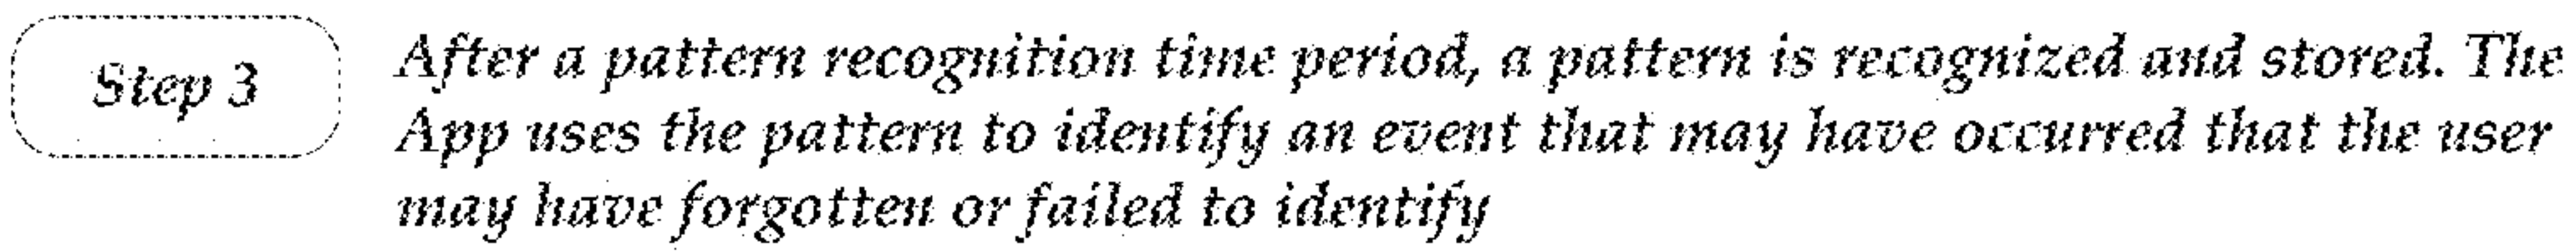 Step 3
After a pattern recognition time period, a pattern is recognized and stored. The
App uses the pattern to identify an event that may have occurred that the user
may have forgotten or failed to identify